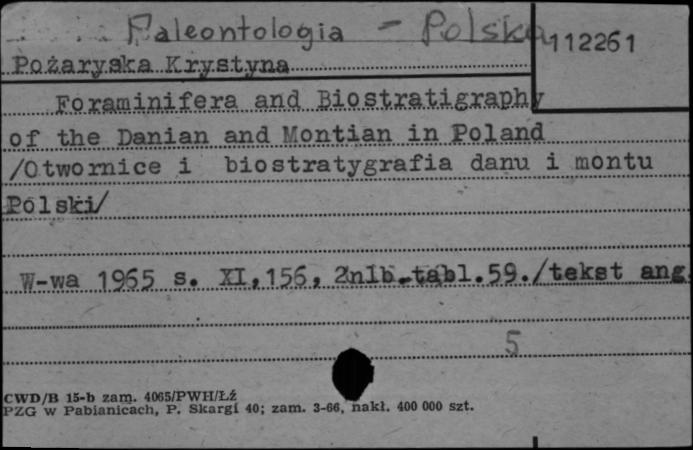 Paleontologia - Polska
112261
Pożaryska Krystyna
Foraminifera and Biostratigraphy
of the Danian and Montian in Poland
/Otwornice i biostratygrafia danu i montu
Polski/
W-wa 1965 s. XI,156, 2nlb.tabl.59./tekst ang
5
CWD/B 15-b zam. 4065/PWH/Łź
PZG w Pabianicach, P. Skargi 40; zam. 3-66, nakł. 400 000 szt.